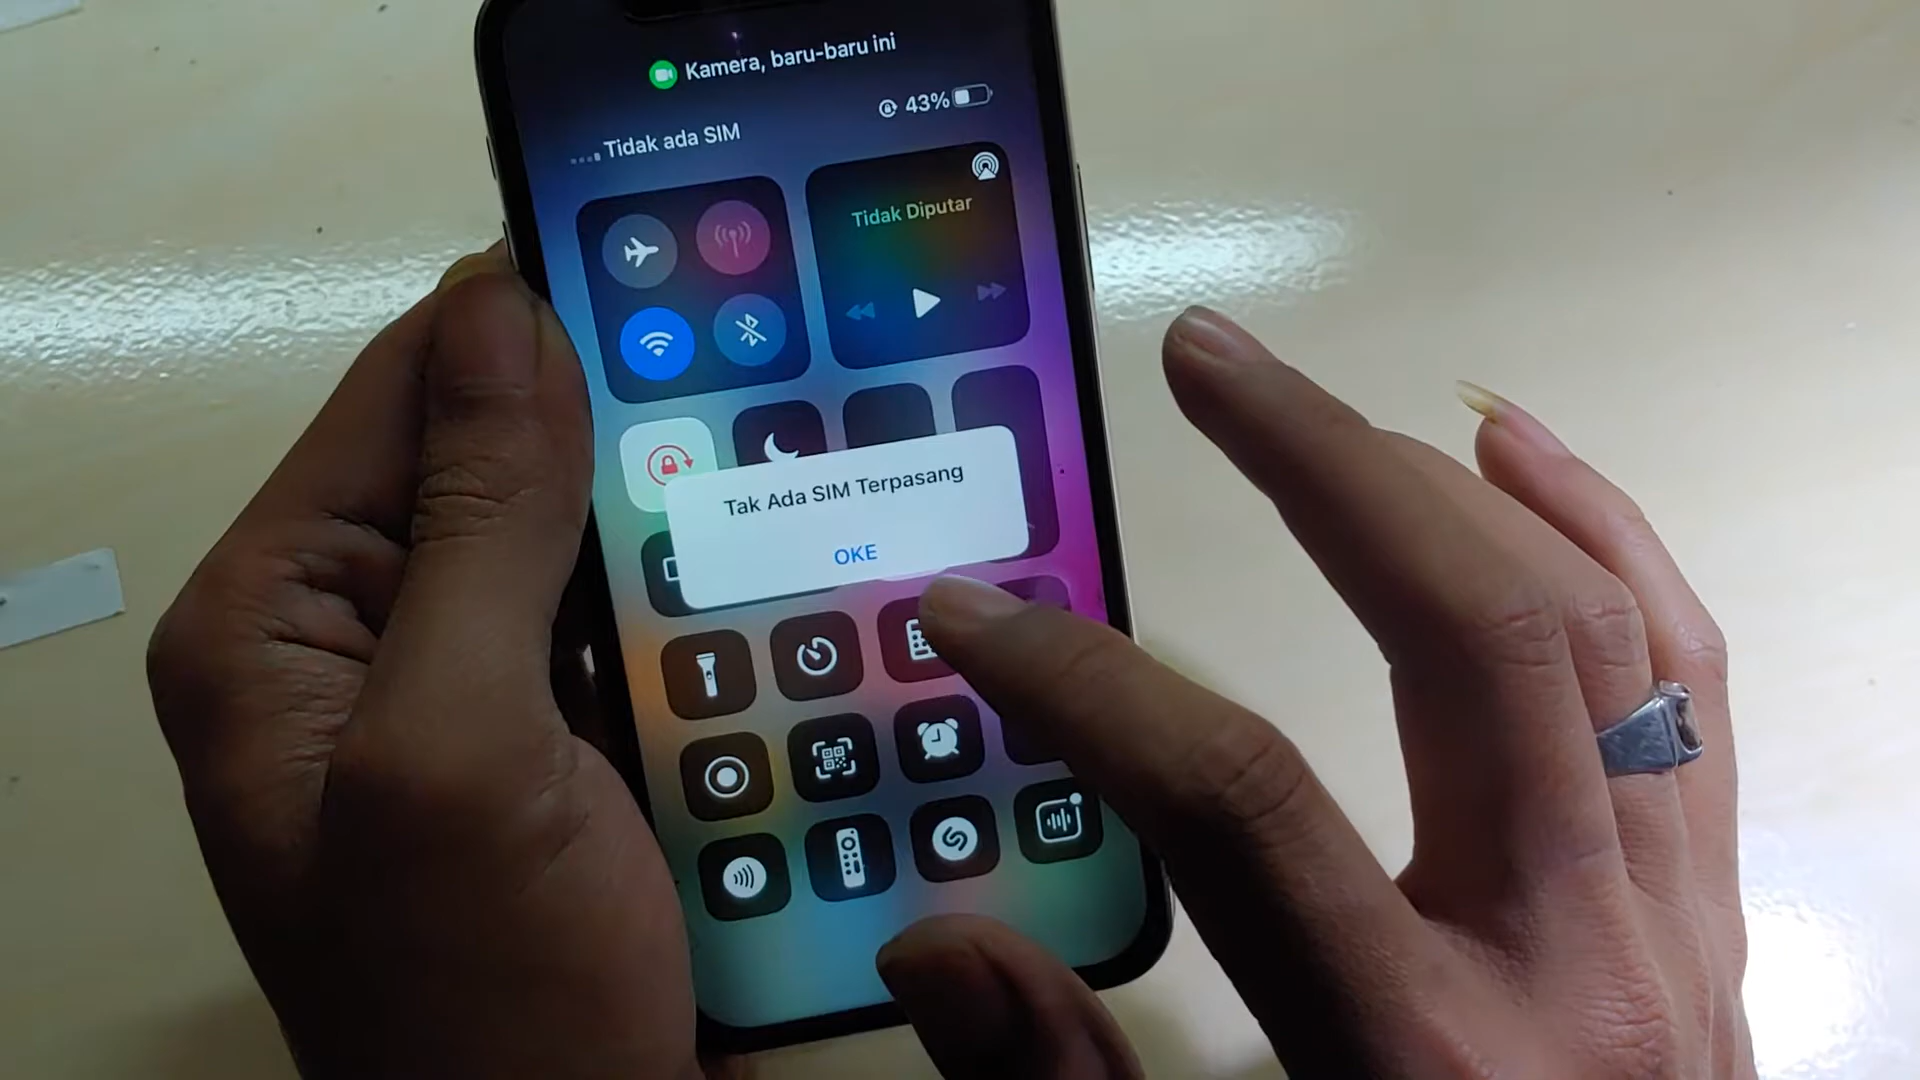 Kamera, baru-baru ini
43%
Tidak ada SIM
Tidak Diputar
Tak Ada SIM Terpasang
OKE